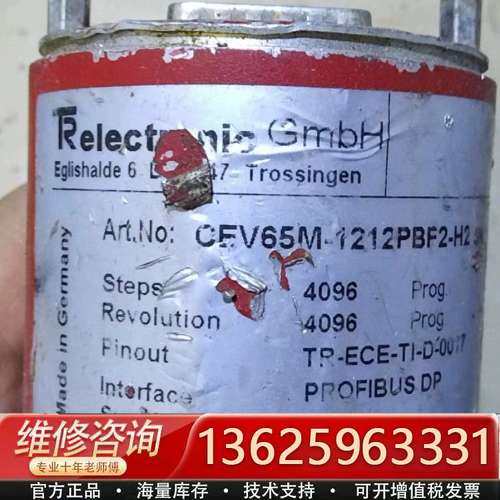 TRelectronic GmbH
Eglishalde 6 47 Trossingen
Made in Germany
Art.No: CEV65M-1212PBF2-H2
Steps 4096 Prog
Revolution 4096 Prog
Pinout TR-ECE-TI-D-0017
Interface PROFIBUS DP
维修咨询
专业十年老师傅
13625963331
官方正品 · 海量库存 · 技术支持 · 可开增值税发票